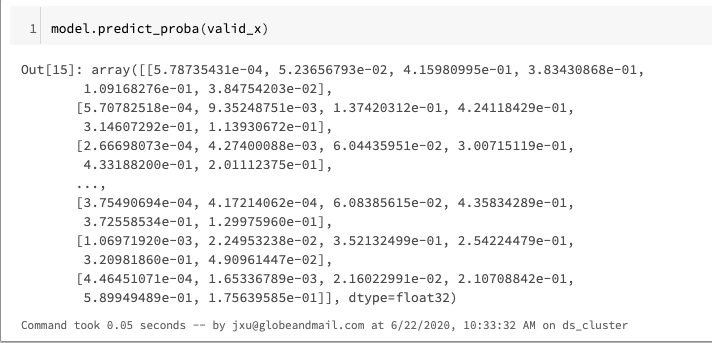 1 model.predict_proba(valid_x)
Out[15]: array([[5.78735431e-04, 5.23656793e-02, 4.15980995e-01, 3.83430868e-01,
1.09168276e-01, 3.84754203e-02],
[5.70782518e-04, 9.35248751e-03, 1.37420312e-01, 4.24118429e-01,
3.14607292e-01, 1.13930672e-01],
[2.66698073e-04, 4.27400088e-03, 6.04435951e-02, 3.00715119e-01,
4.33188200e-01, 2.01112375e-01],
...,
[3.75490694e-04, 4.17214062e-04, 6.08385615e-02, 4.35834289e-01,
3.72558534e-01, 1.29975960e-01],
[1.06971920e-03, 2.24953238e-02, 3.52132499e-01, 2.54224479e-01,
3.20981860e-01, 4.90961447e-02],
[4.46451071e-04, 1.65336789e-03, 2.16022991e-02, 2.10708842e-01,
5.89949489e-01, 1.75639585e-01]], dtype=float32)
Command took 0.05 seconds -- by jxu@globeandmail.com at 6/22/2020, 10:33:32 AM on ds_cluster